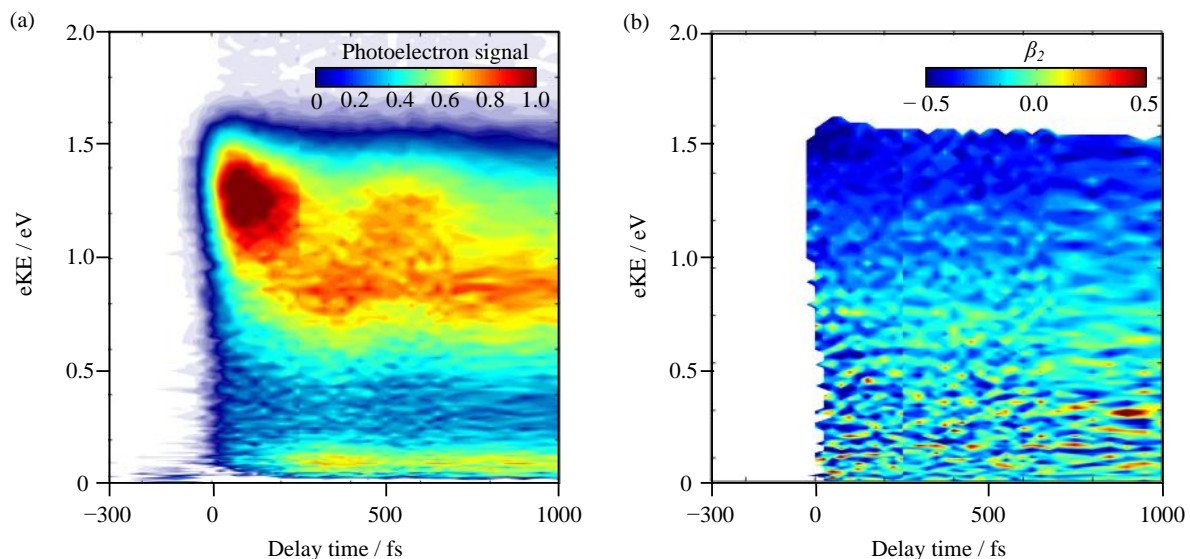 (a)
Photoelectron signal
0 0.2 0.4 0.6 0.8 1.0
2.0
1.5
1.0
0.5
0
eKE / eV
−300 0 500 1000
Delay time / fs
(b)
β2
−0.5 0.0 0.5
2.0
1.5
1.0
0.5
0
eKE / eV
−300 0 500 1000
Delay time / fs